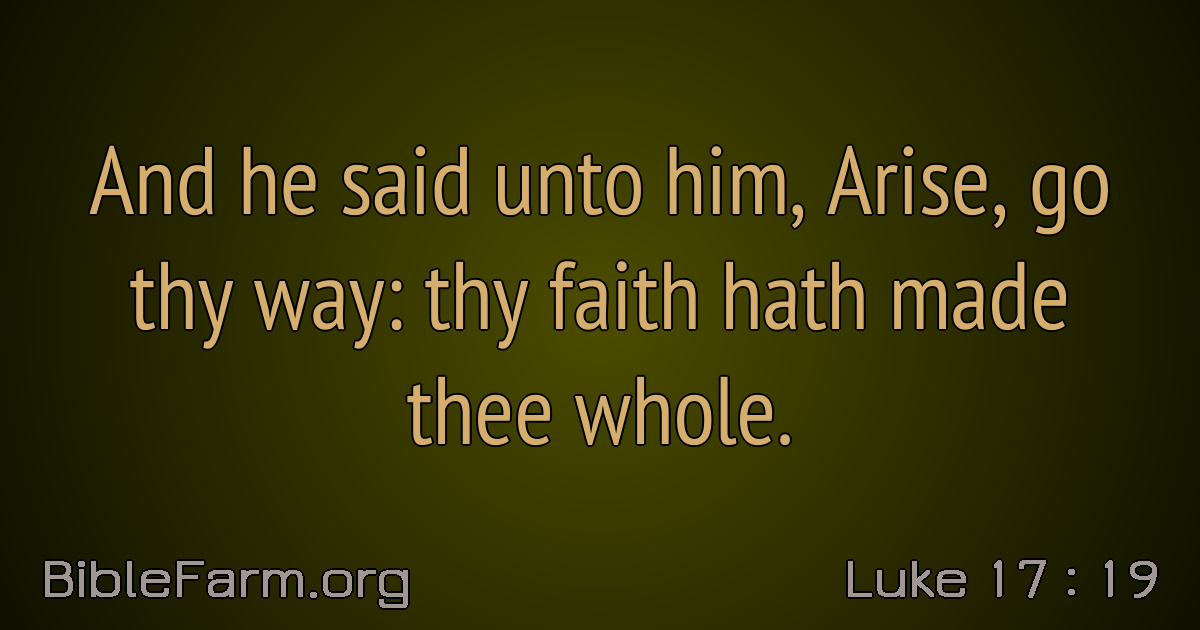 And he said unto him, Arise, go
thy way: thy faith hath made
thee whole.
BibleFarm.org
Luke 17 : 19